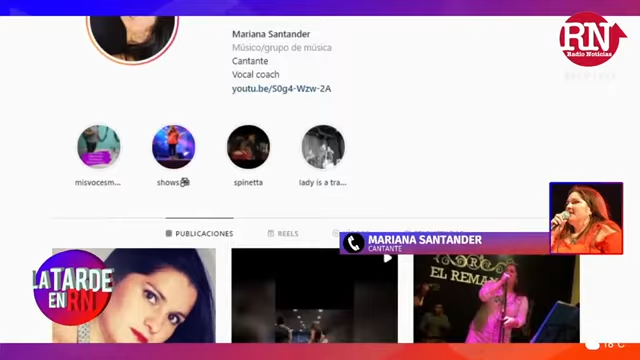 Mariana Santander
Músico/grupo de música
Cantante
Vocal coach
youtu.be/S0g4-Wzw-2A
RN
Radio Noticias
misvocesm...
shows
spinetta
lady is a tra...
PUBLICACIONES
REELS
MARIANA SANTANDER
CANTANTE
LA TARDE
EN RN
EL REMAN
18°C